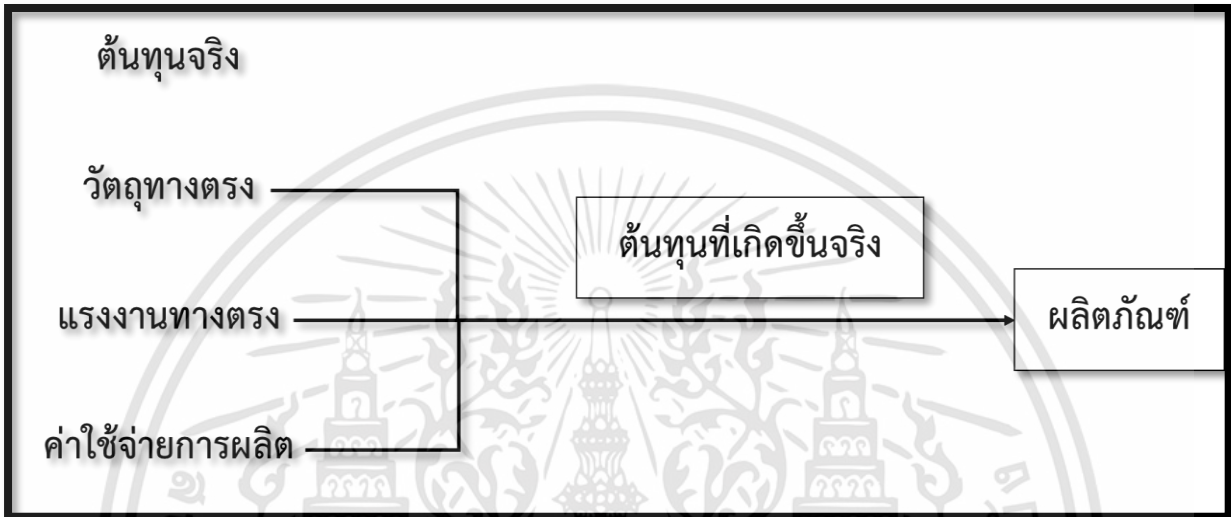 ต้นทุนจริง
วัตถุทางตรง
ต้นทุนที่เกิดขึ้นจริง
แรงงานทางตรง
ผลิตภัณฑ์
ค่าใช้จ่ายการผลิต